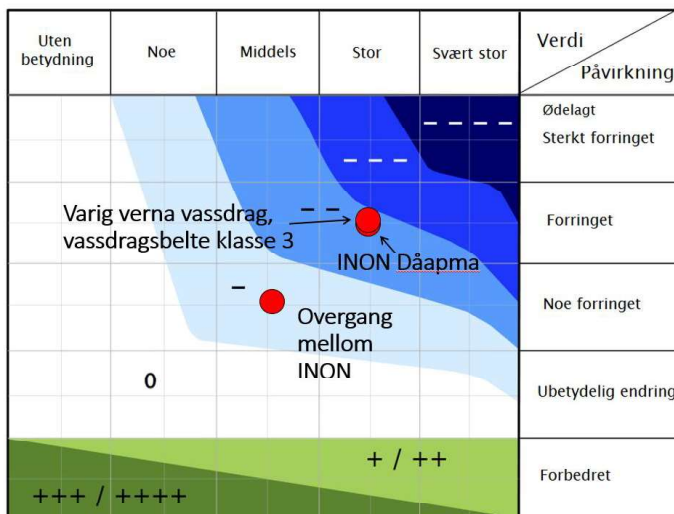 Uten
betydning
Noe
Middels
Stor
Svært stor
Verdi
Påvirkning
Ødelagt
Sterkt forringet
– – – –
– – –
– –
Varig verna vassdrag,
vassdragsbelte klasse 3
Forringet
INON Dåapma
–
Overgang
mellom
INON
Noe forringet
0
Ubetydelig endring
+ / ++
+++ / ++++
Forbedret